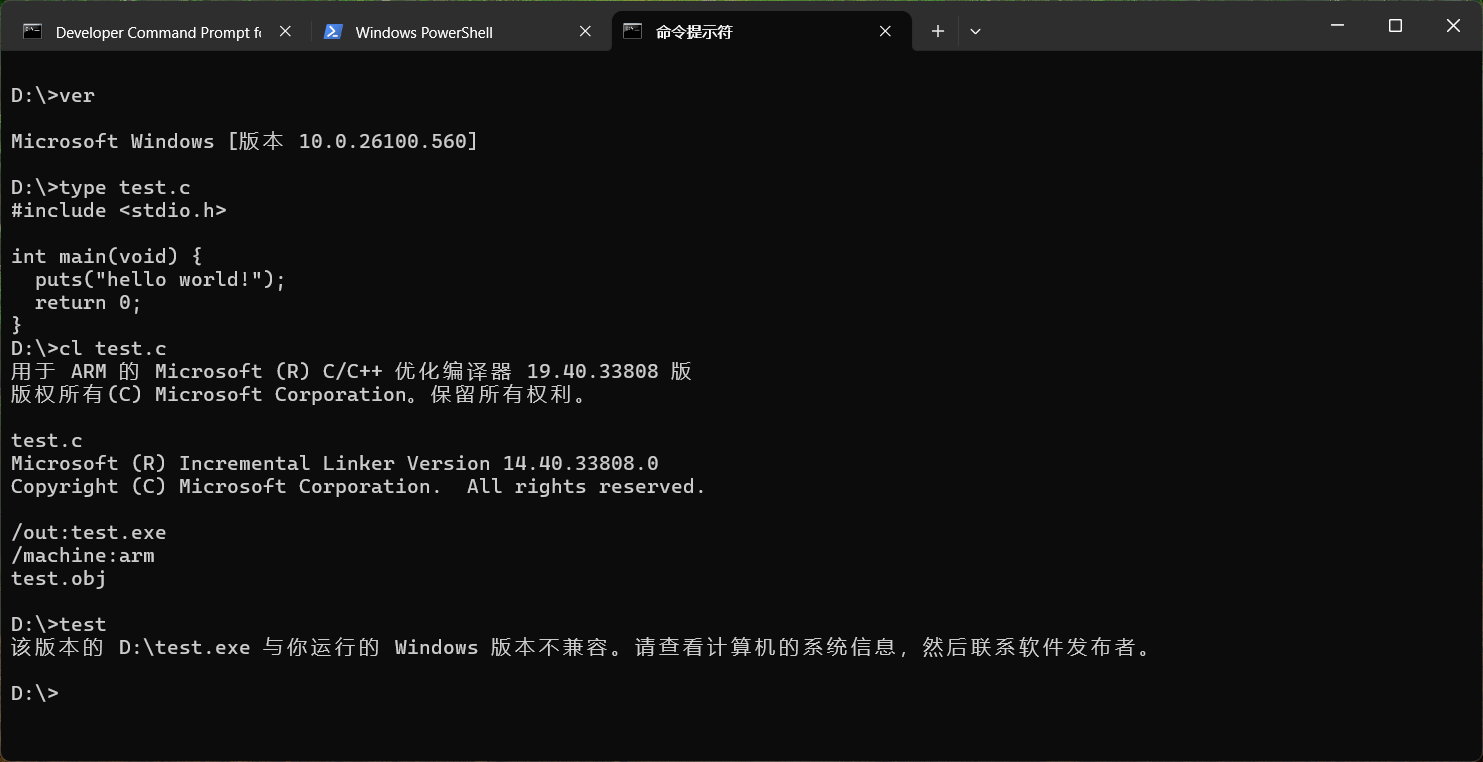 Developer Command Prompt fo
Windows PowerShell
命令提示符
D:\>ver
Microsoft Windows [版本 10.0.26100.560]
D:\>type test.c
#include <stdio.h>
int main(void) {
  puts("hello world!");
  return 0;
}
D:\>cl test.c
用于 ARM 的 Microsoft (R) C/C++ 优化编译器 19.40.33808 版
版权所有(C) Microsoft Corporation。保留所有权利。
test.c
Microsoft (R) Incremental Linker Version 14.40.33808.0
Copyright (C) Microsoft Corporation.  All rights reserved.
/out:test.exe
/machine:arm
test.obj
D:\>test
该版本的 D:\test.exe 与你运行的 Windows 版本不兼容。请查看计算机的系统信息，然后联系软件发布者。
D:\>